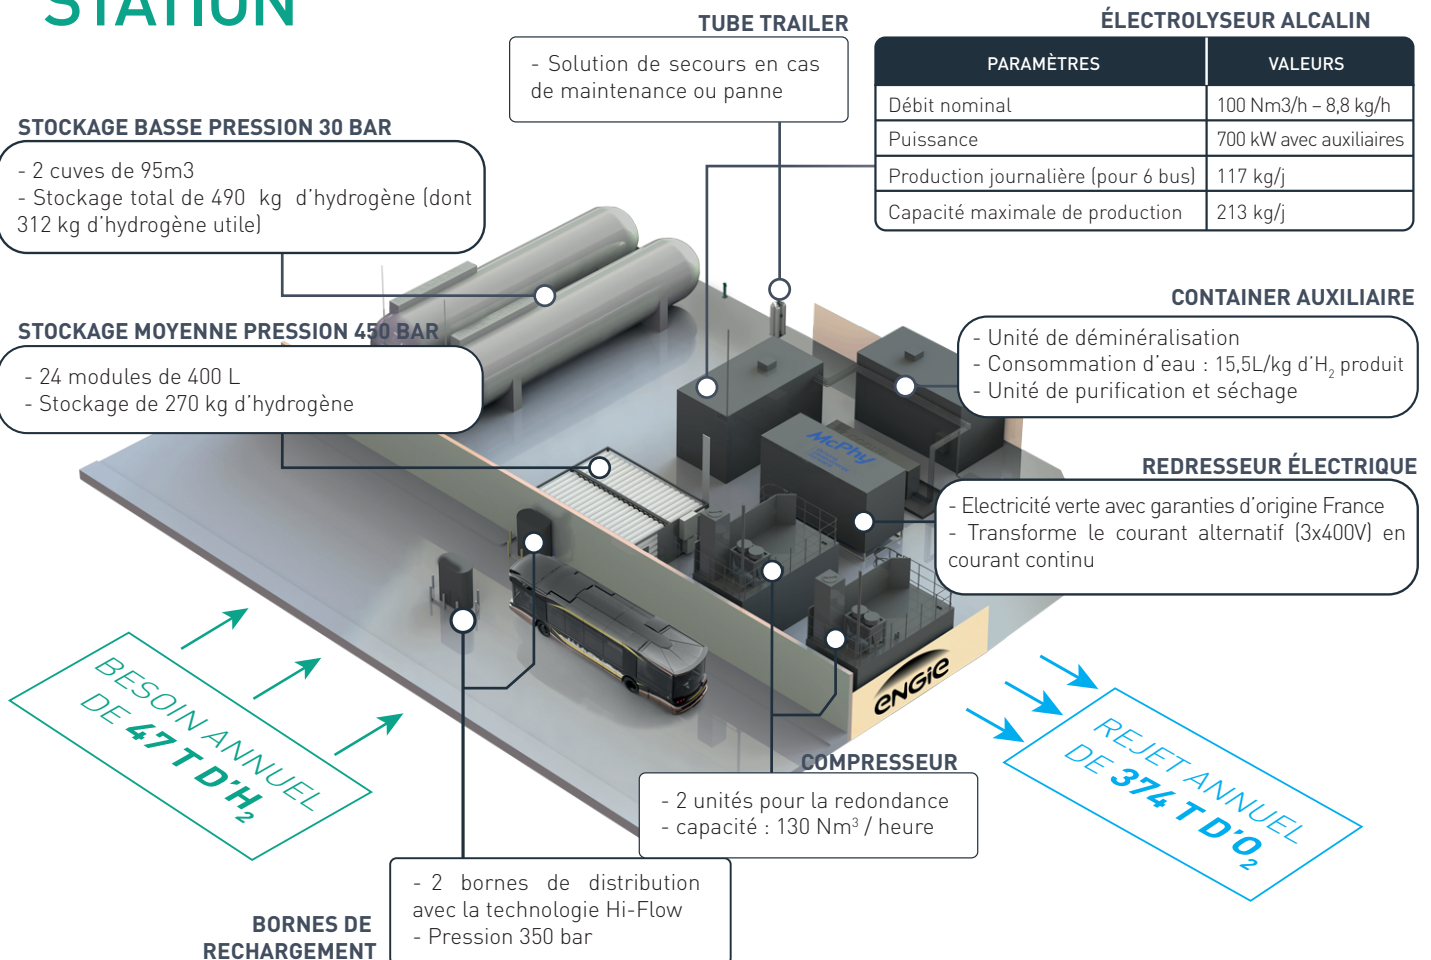 STATION
TUBE TRAILER
- Solution de secours en cas
de maintenance ou panne
ÉLECTROLYSEUR ALCALIN
PARAMÈTRES VALEURS
Débit nominal 100 Nm3/h – 8,8 kg/h
Puissance 700 kW avec auxiliaires
Production journalière (pour 6 bus) 117 kg/j
Capacité maximale de production 213 kg/j
STOCKAGE BASSE PRESSION 30 BAR
- 2 cuves de 95m3
- Stockage total de 490 kg d'hydrogène (dont
312 kg d'hydrogène utile)
STOCKAGE MOYENNE PRESSION 450 BAR
- 24 modules de 400 L
- Stockage de 270 kg d'hydrogène
CONTAINER AUXILIAIRE
- Unité de déminéralisation
- Consommation d'eau : 15,5L/kg d'H₂ produit
- Unité de purification et séchage
McPhy
REDRESSEUR ÉLECTRIQUE
- Electricité verte avec garanties d'origine France
- Transforme le courant alternatif (3x400V) en
courant continu
ENGIE
BESOIN ANNUEL
DE 47 T D'H₂
REJET ANNUEL
DE 374 T D'O₂
COMPRESSEUR
- 2 unités pour la redondance
- capacité : 130 Nm³ / heure
BORNES DE
RECHARGEMENT
- 2 bornes de distribution
avec la technologie Hi-Flow
- Pression 350 bar